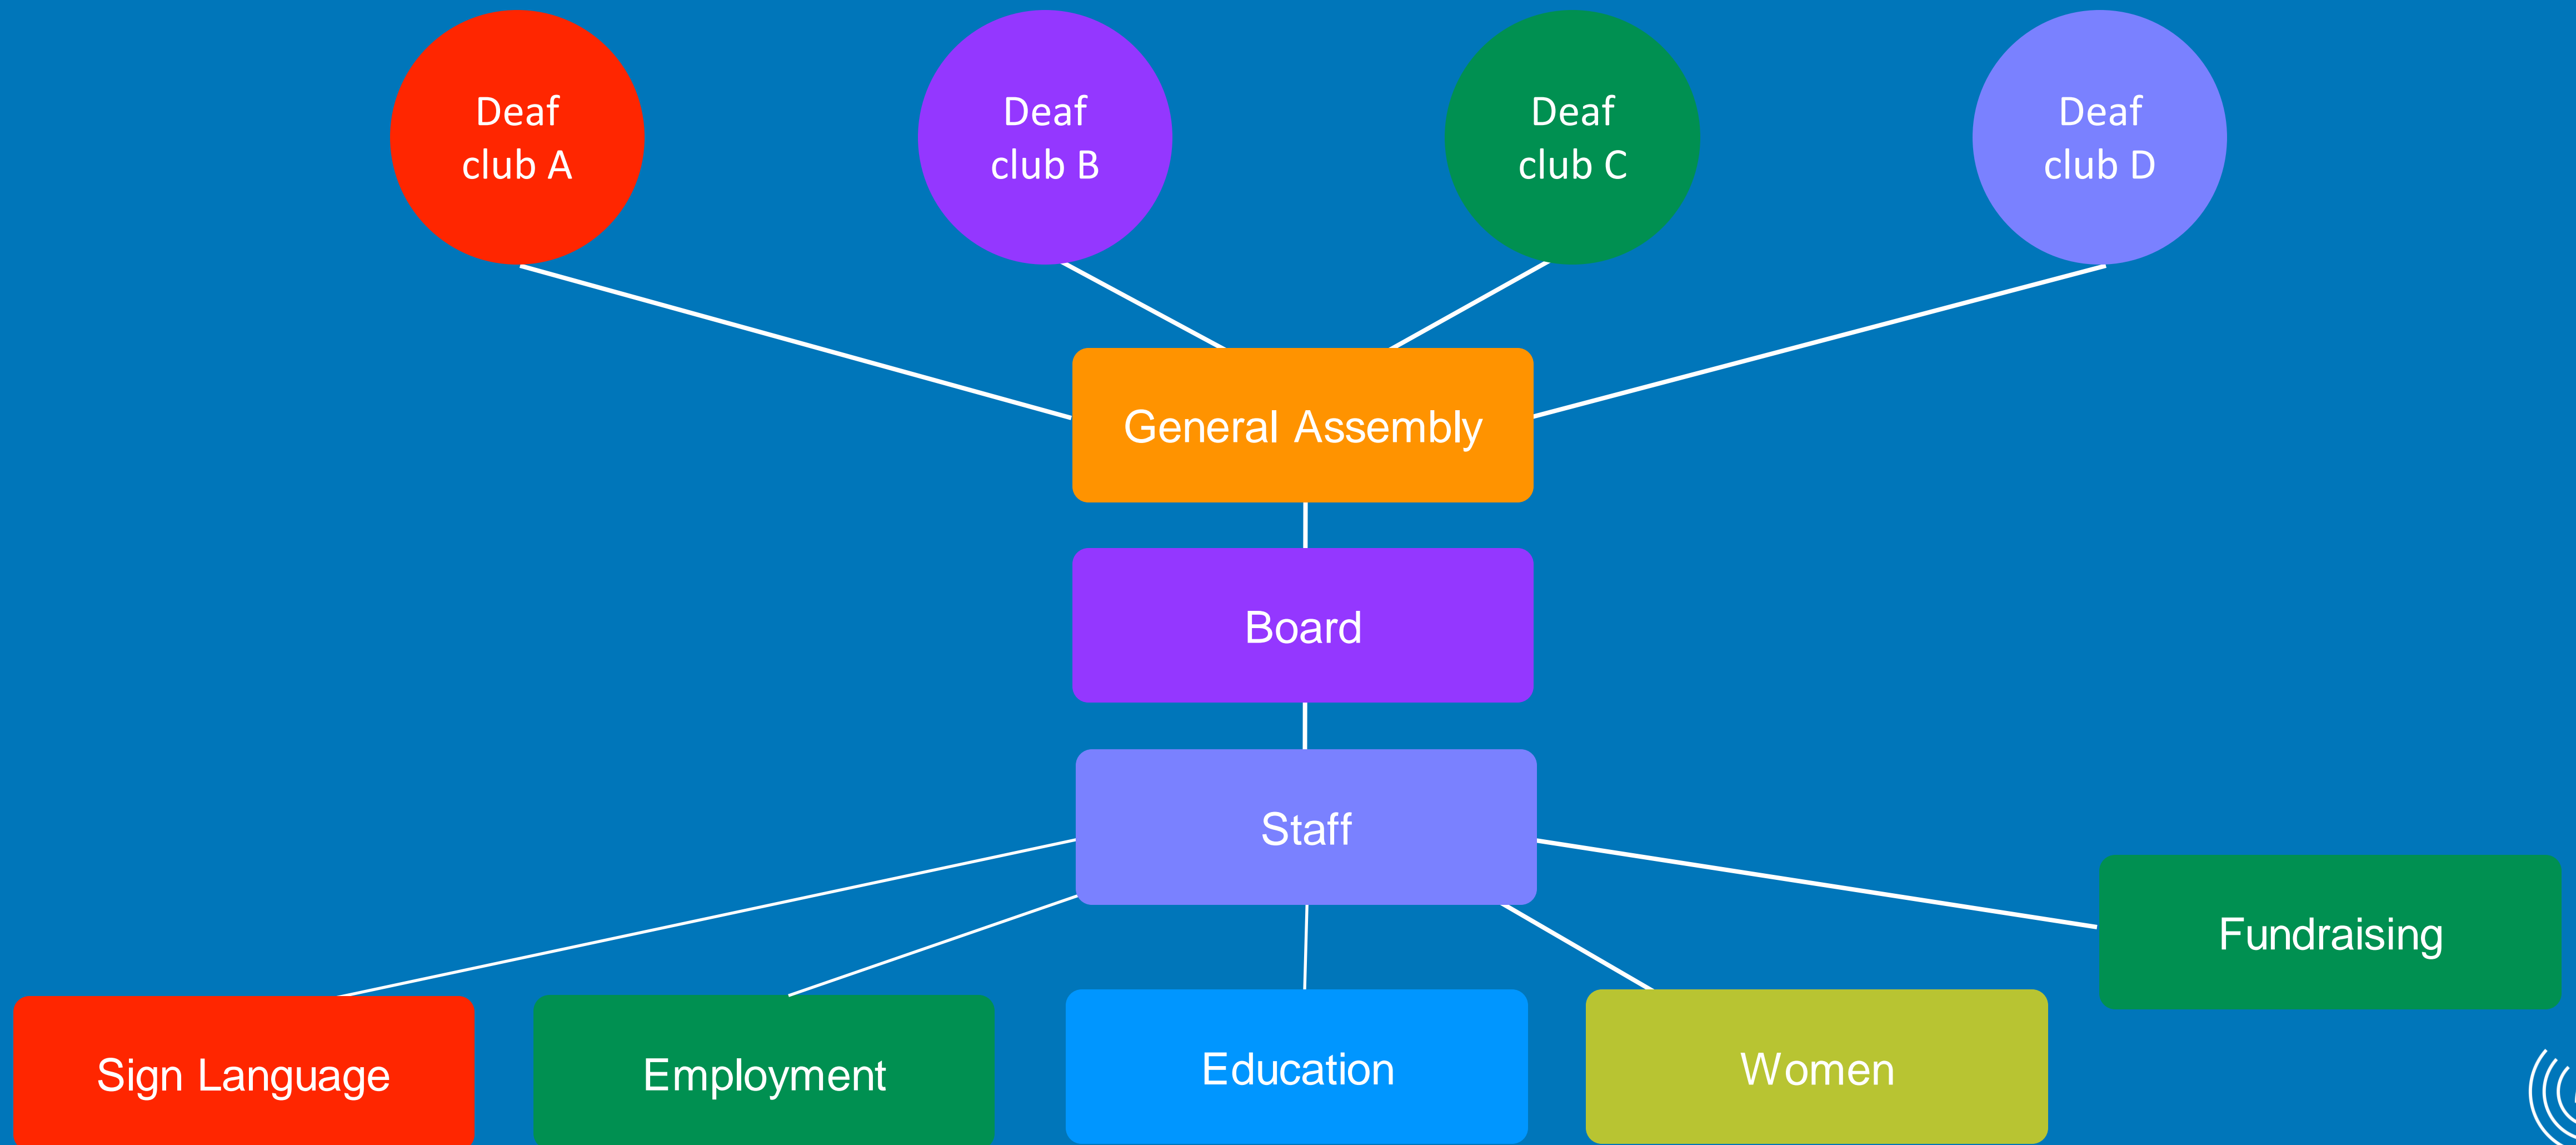 Deaf
club A
Deaf
club B
Deaf
club C
Deaf
club D
General Assembly
Board
Staff
Fundraising
Sign Language
Employment
Education
Women